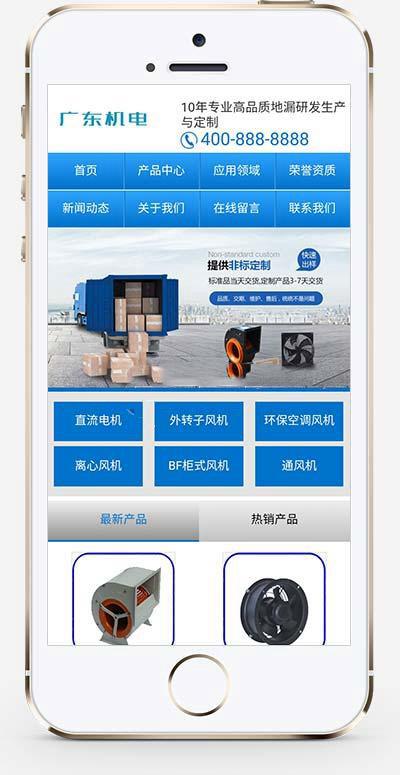 广东机电
10年专业高品质地漏研发生产
与定制
400-888-8888
首页 产品中心 应用领域 荣誉资质
新闻动态 关于我们 在线留言 联系我们
Non-standard custom
提供非标定制
快速
出样
标准品当天交货,定制产品3-7天交货
品质、交期、维护、售后，统统不是问题
直流电机 外转子风机 环保空调风机
离心风机 BF柜式风机 通风机
最新产品 热销产品